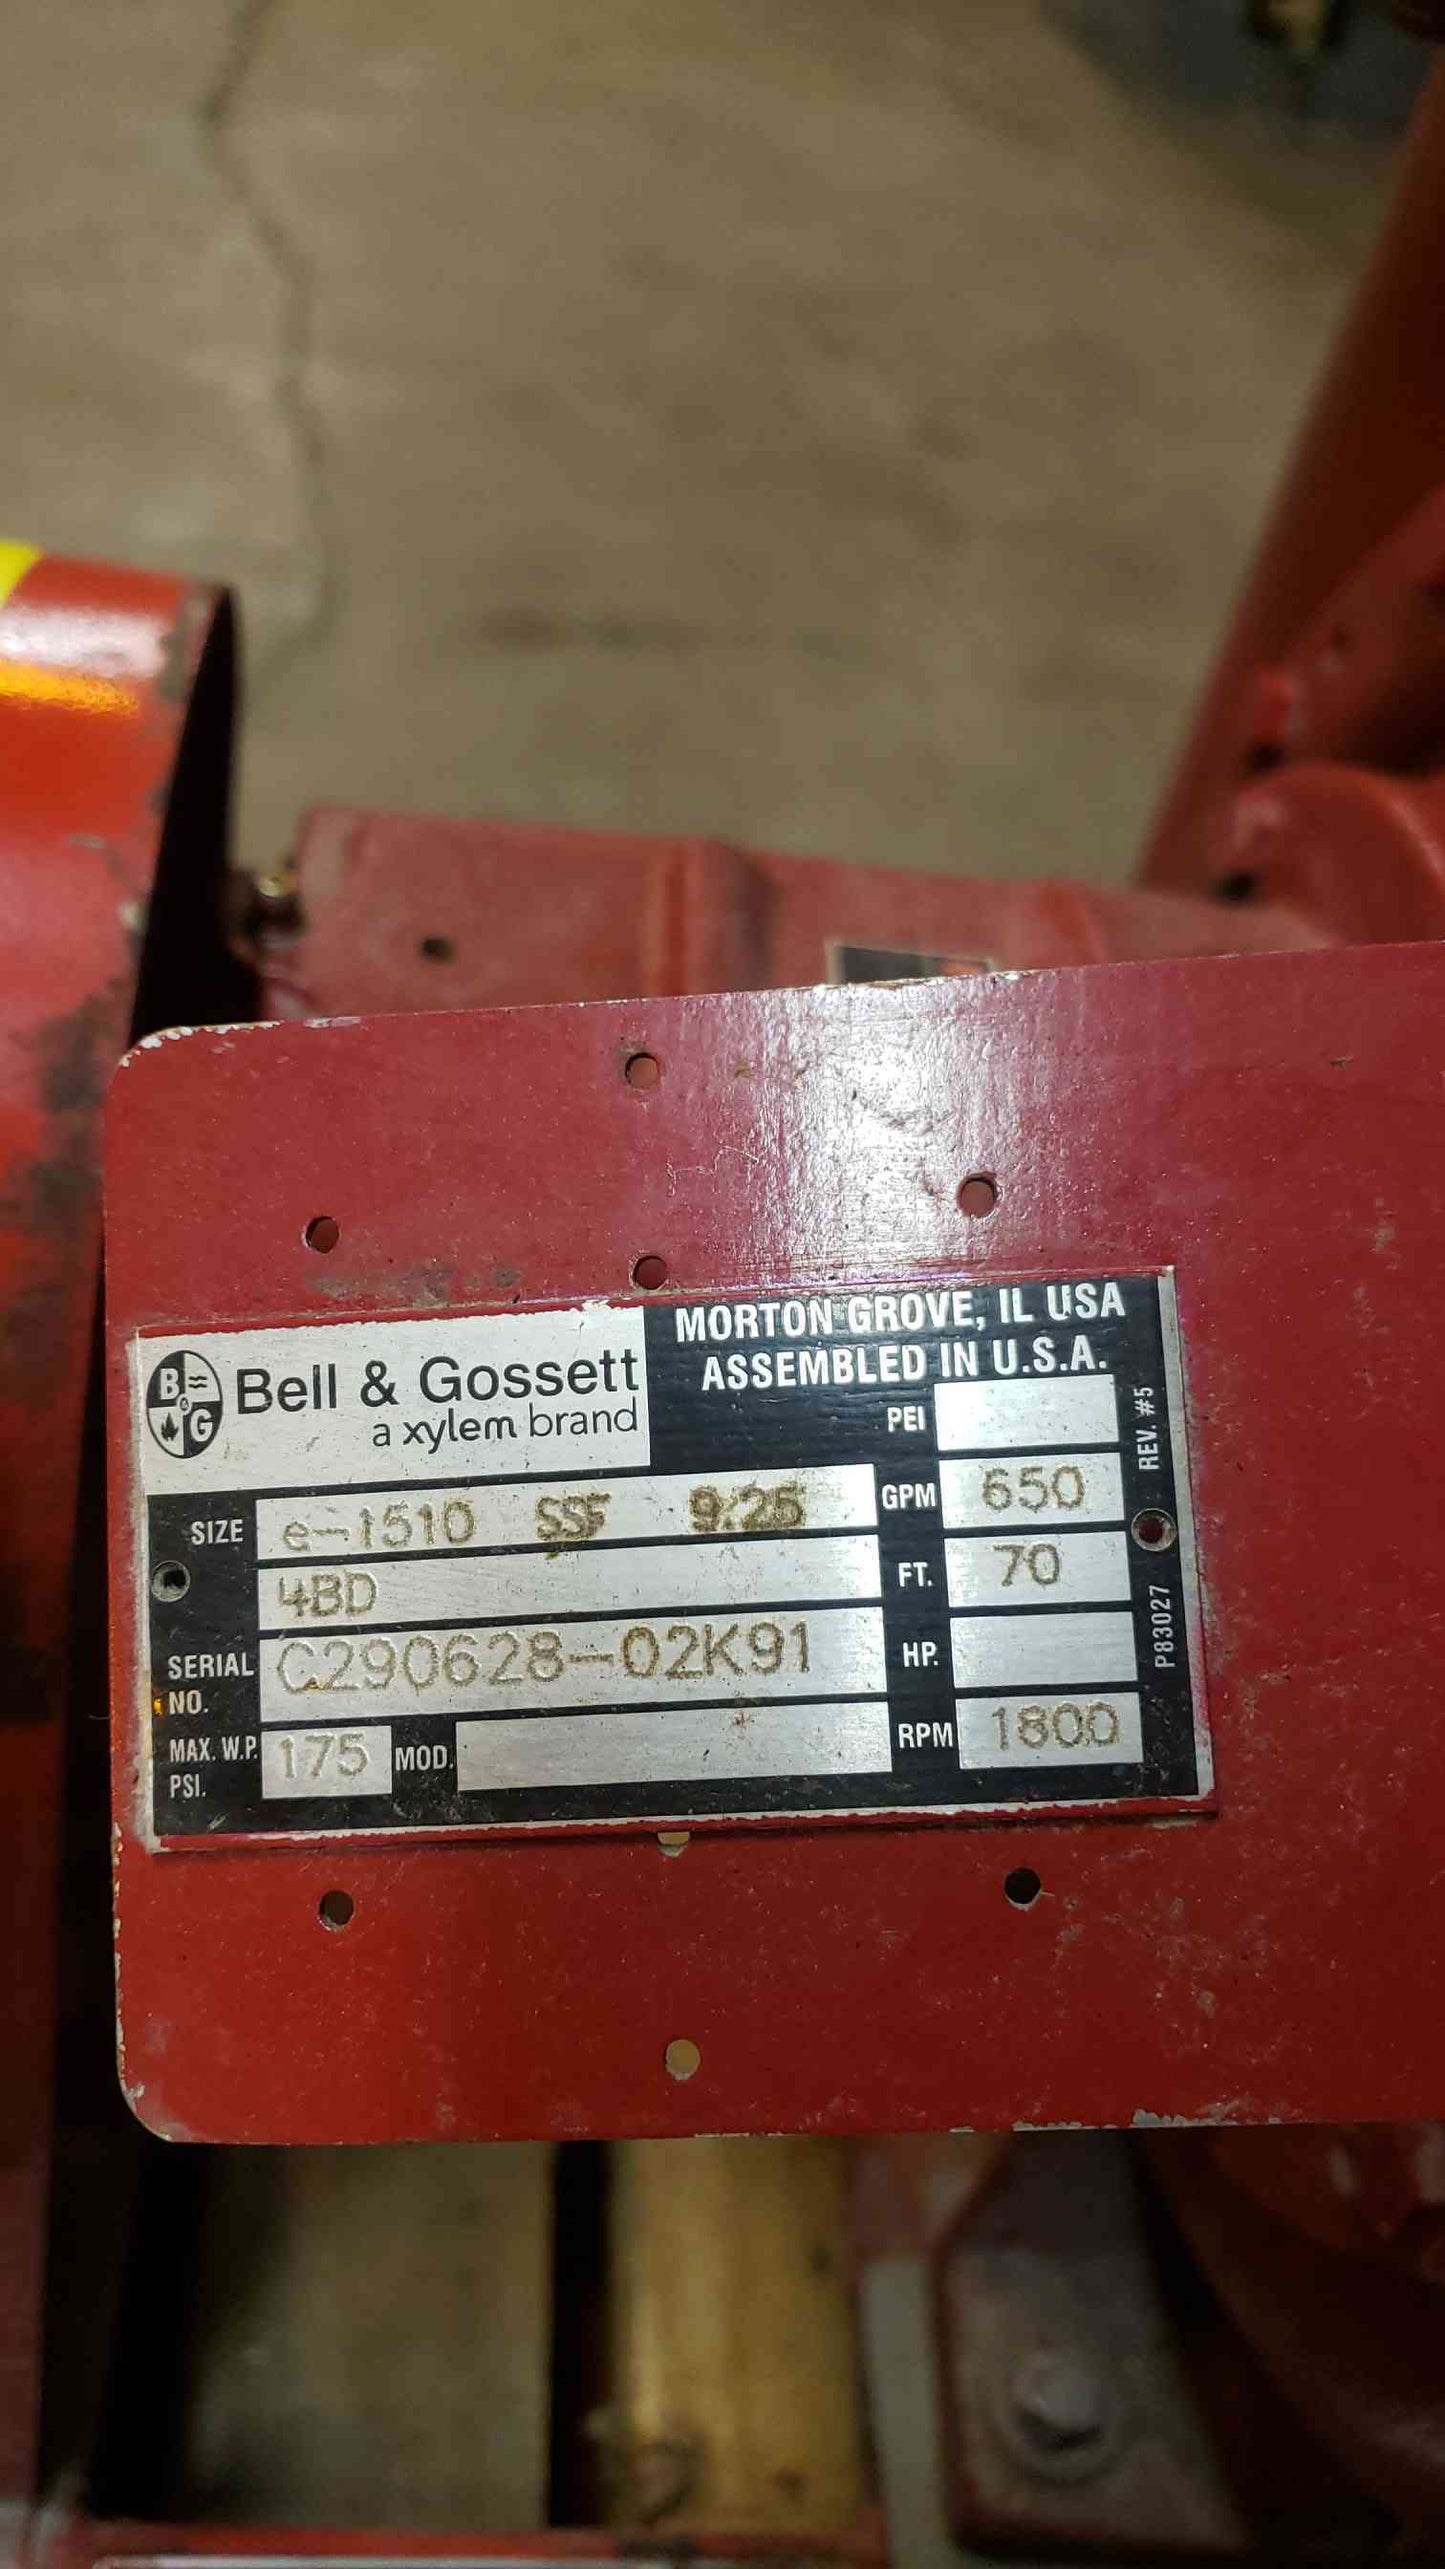 B G Bell & Gossett
a xylem brand
MORTON GROVE, IL USA
ASSEMBLED IN U.S.A.
PEI
SIZE e-1510 SSF 9.25
4BD
GPM 650
FT. 70
SERIAL NO. C290628-02K91
HP.
MAX. W.P. PSI. 175 MOD.
RPM 1800
REV. #5
P83027